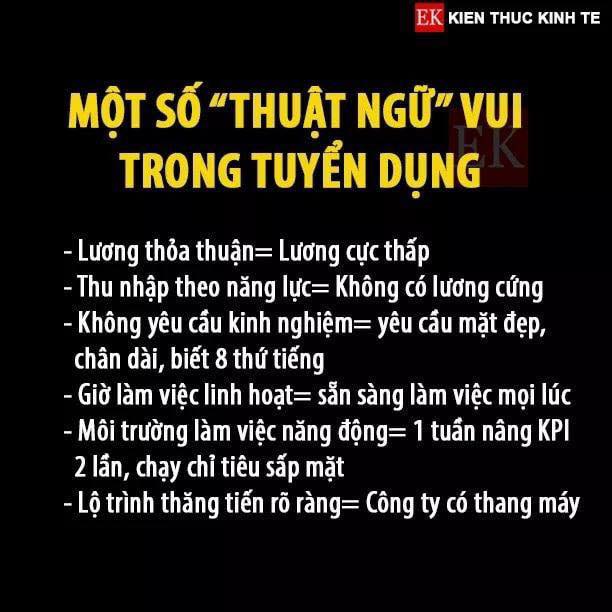 EK KIEN THUC KINH TE
MỘT SỐ “THUẬT NGỮ” VUI
EK
TRONG TUYỂN DỤNG
- Lương thỏa thuận= Lương cực thấp
- Thu nhập theo năng lực= Không có lương cứng
- Không yêu cầu kinh nghiệm= yêu cầu mặt đẹp,
chân dài, biết 8 thứ tiếng
- Giờ làm việc linh hoạt= sẵn sàng làm việc mọi lúc
- Môi trường làm việc năng động= 1 tuần nâng KPI
2 lần, chạy chỉ tiêu sấp mặt
- Lộ trình thăng tiến rõ ràng= Công ty có thang máy